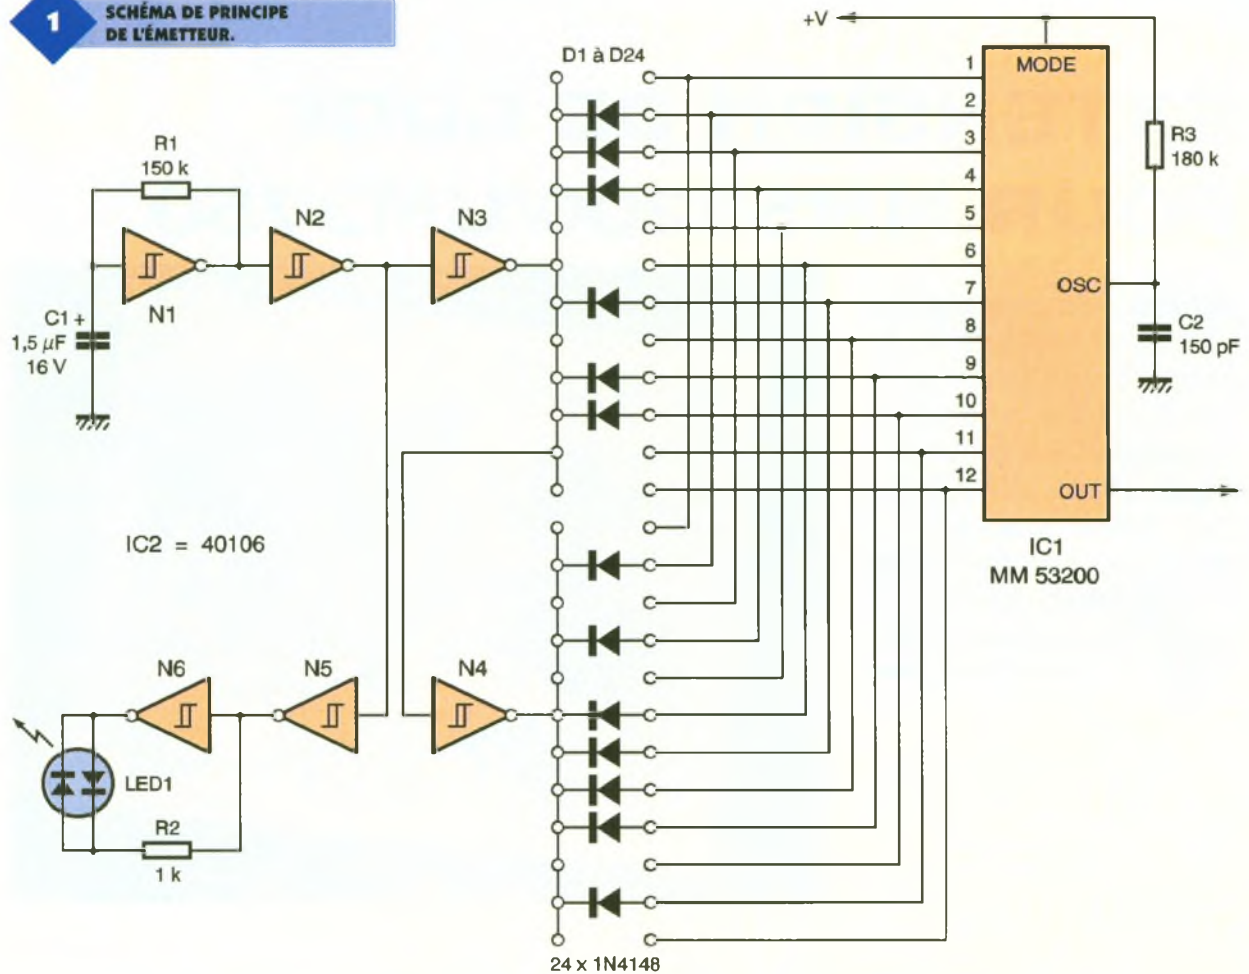 1
SCHÉMA DE PRINCIPE
DE L'ÉMETTEUR.
+V
D1 à D24
MODE
1
2
3
4
5
6
7
8
9
10
11
12
R3
180 k
OSC
C2
150 pF
OUT
IC1
MM 53200
R1
150 k
N1
N2
N3
C1 +
1,5 µF
16 V
IC2 = 40106
N6
N5
N4
LED1
R2
1 k
24 x 1N4148